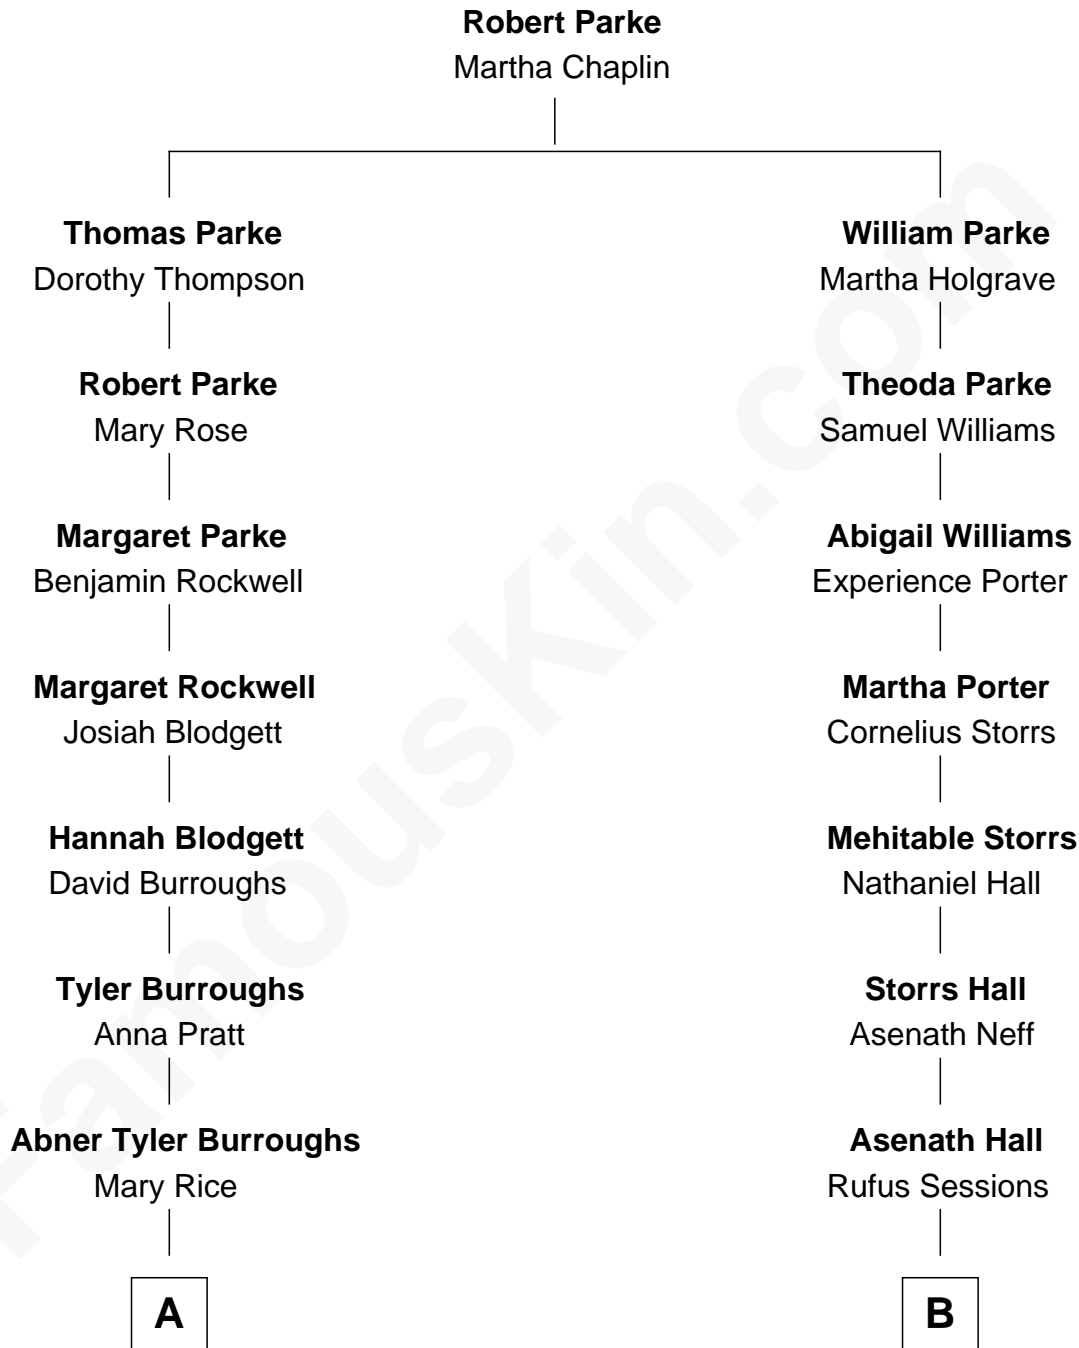 Robert Parke
Martha Chaplin
Thomas Parke
Dorothy Thompson
William Parke
Martha Holgrave
Robert Parke
Mary Rose
Theoda Parke
Samuel Williams
Margaret Parke
Benjamin Rockwell
Abigail Williams
Experience Porter
Margaret Rockwell
Josiah Blodgett
Martha Porter
Cornelius Storrs
Hannah Blodgett
David Burroughs
Mehitable Storrs
Nathaniel Hall
Tyler Burroughs
Anna Pratt
Storrs Hall
Asenath Neff
Abner Tyler Burroughs
Mary Rice
Asenath Hall
Rufus Sessions
A
B
FamousKin.com